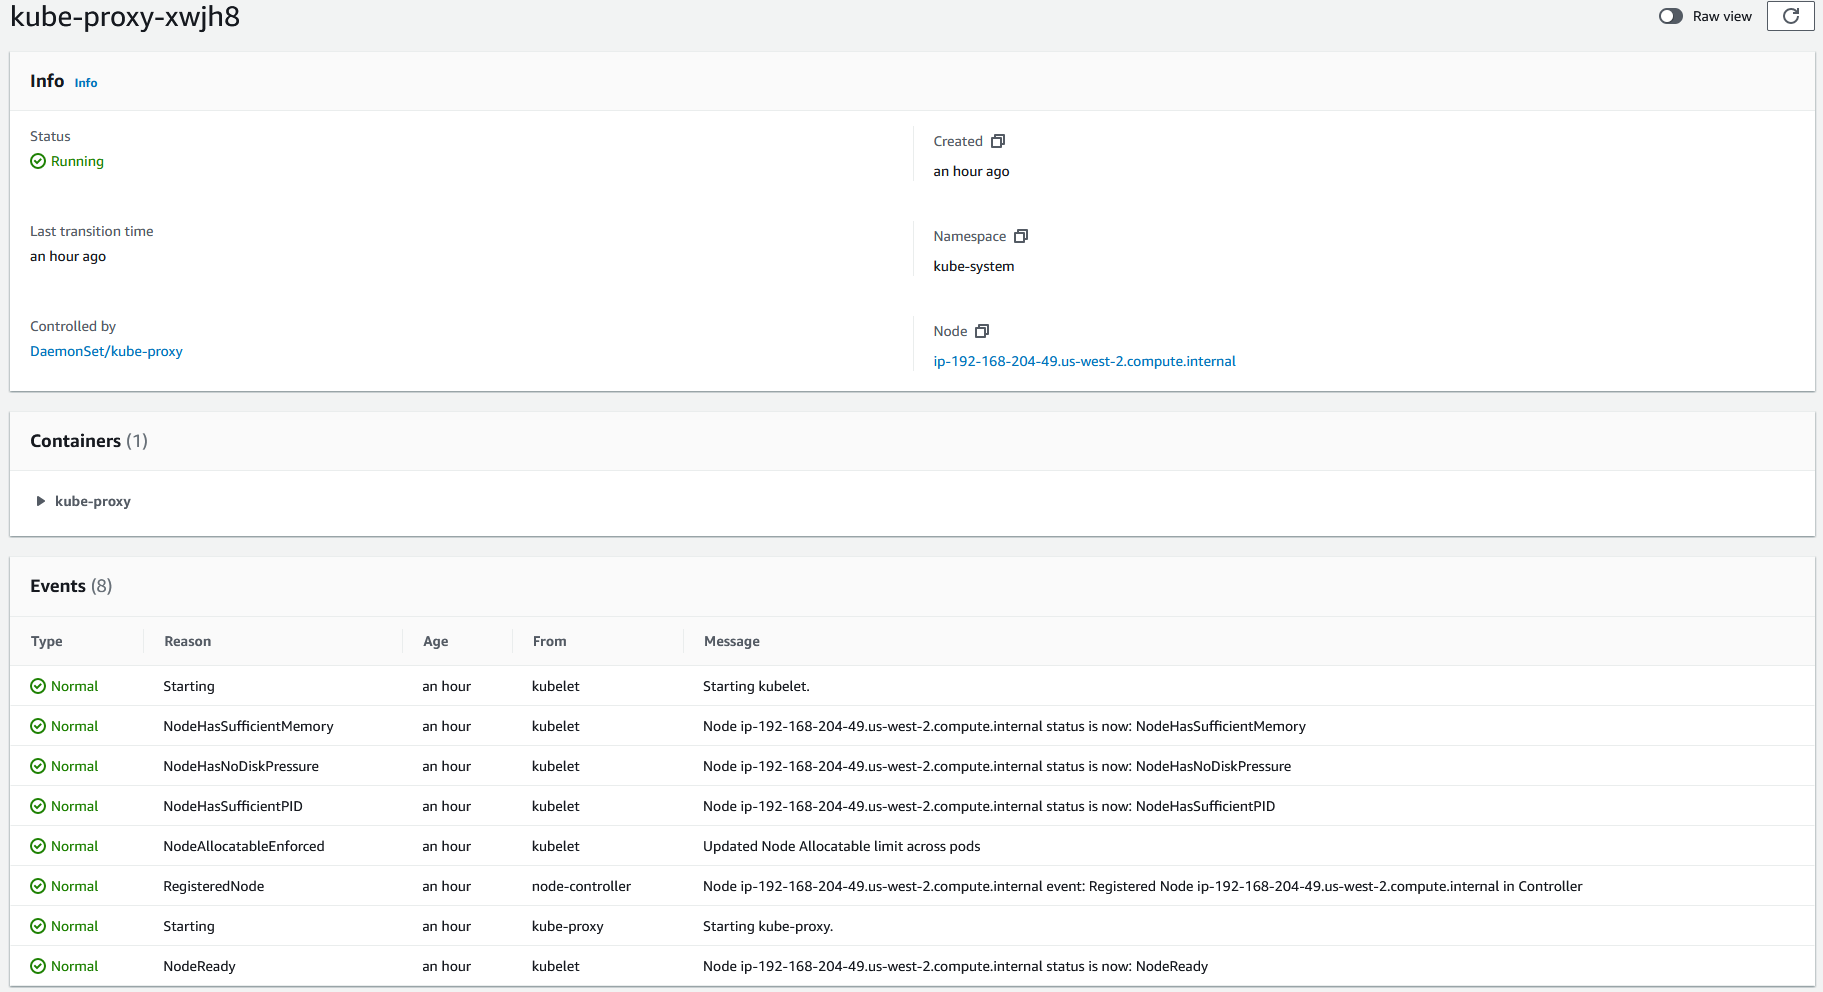 kube-proxy-xwjh8
Raw view
Info Info
Status
Running
Created
an hour ago
Last transition time
an hour ago
Namespace
kube-system
Controlled by
DaemonSet/kube-proxy
Node
ip-192-168-204-49.us-west-2.compute.internal
Containers (1)
kube-proxy
Events (8)
Type Reason Age From Message
Normal Starting an hour kubelet Starting kubelet.
Normal NodeHasSufficientMemory an hour kubelet Node ip-192-168-204-49.us-west-2.compute.internal status is now: NodeHasSufficientMemory
Normal NodeHasNoDiskPressure an hour kubelet Node ip-192-168-204-49.us-west-2.compute.internal status is now: NodeHasNoDiskPressure
Normal NodeHasSufficientPID an hour kubelet Node ip-192-168-204-49.us-west-2.compute.internal status is now: NodeHasSufficientPID
Normal NodeAllocatableEnforced an hour kubelet Updated Node Allocatable limit across pods
Normal RegisteredNode an hour node-controller Node ip-192-168-204-49.us-west-2.compute.internal event: Registered Node ip-192-168-204-49.us-west-2.compute.internal in Controller
Normal Starting an hour kube-proxy Starting kube-proxy.
Normal NodeReady an hour kubelet Node ip-192-168-204-49.us-west-2.compute.internal status is now: NodeReady